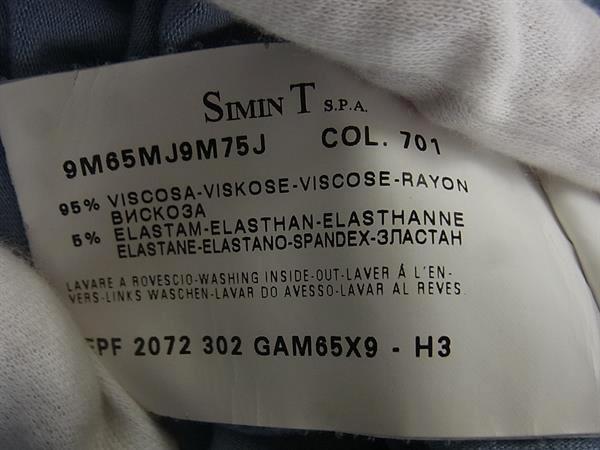 SIMIN T S.P.A.
9M65MJ9M75J COL. 701
95% VISCOSA-VISKOSE-VISCOSE-RAYON
ВИСКОЗА
5% ELASTAM-ELASTHAN-ELASTHANNE
ELASTANE-ELASTANO-SPANDEX-ЭЛАСТАН
LAVARE A ROVESCIO-WASHING INSIDE-OUT-LAVER Á L'EN-
VERS-LINKS WASCHEN-LAVAR DO AVESSO-LAVAR AL REVES.
2072 302 GAM65X9 - H3